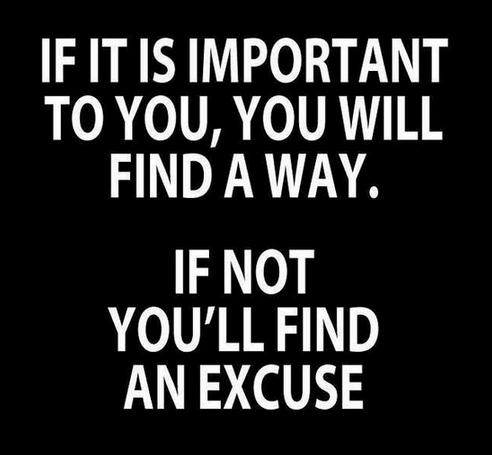 IF IT IS IMPORTANT
TO YOU, YOU WILL
FIND A WAY.
IF NOT
YOU’LL FIND
AN EXCUSE